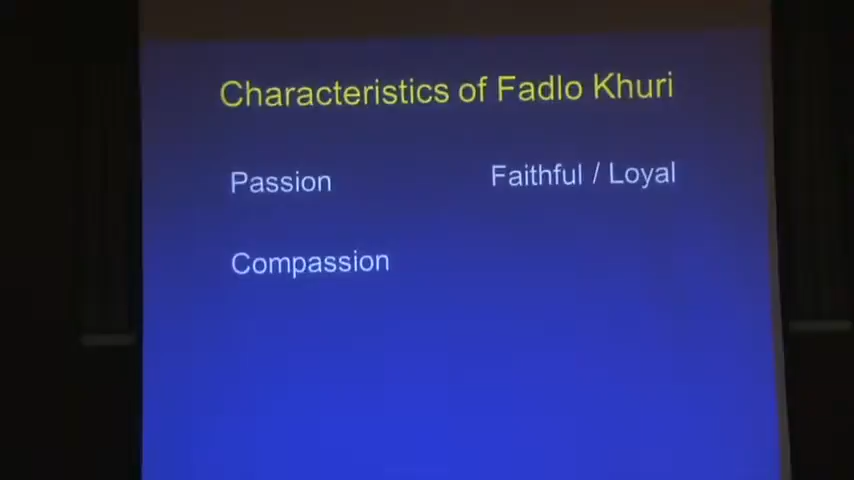 Characteristics of Fadlo Khuri
Passion
Faithful / Loyal
Compassion